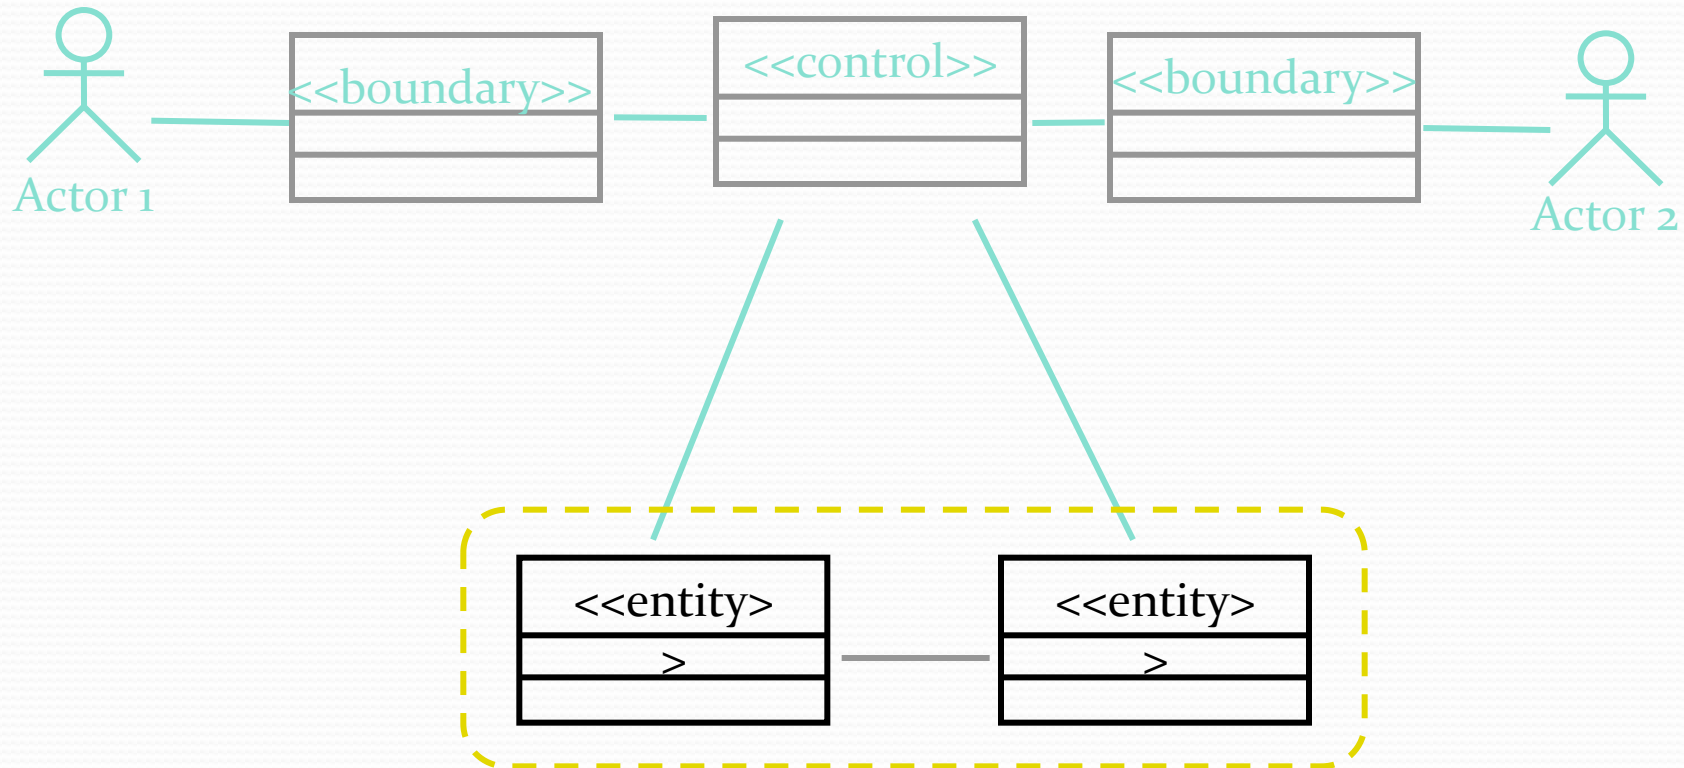 <<control>>
<<boundary>>
<<boundary>>
Actor 1
Actor 2
<<entity>
>
<<entity>
>